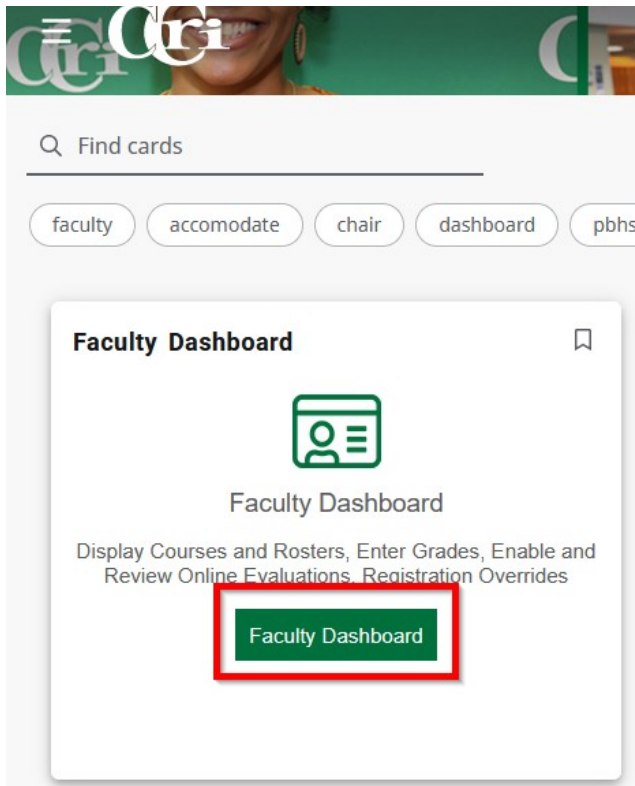 CCri
Find cards
faculty accomodate chair dashboard pbhs
Faculty Dashboard
Faculty Dashboard
Display Courses and Rosters, Enter Grades, Enable and
Review Online Evaluations, Registration Overrides
Faculty Dashboard